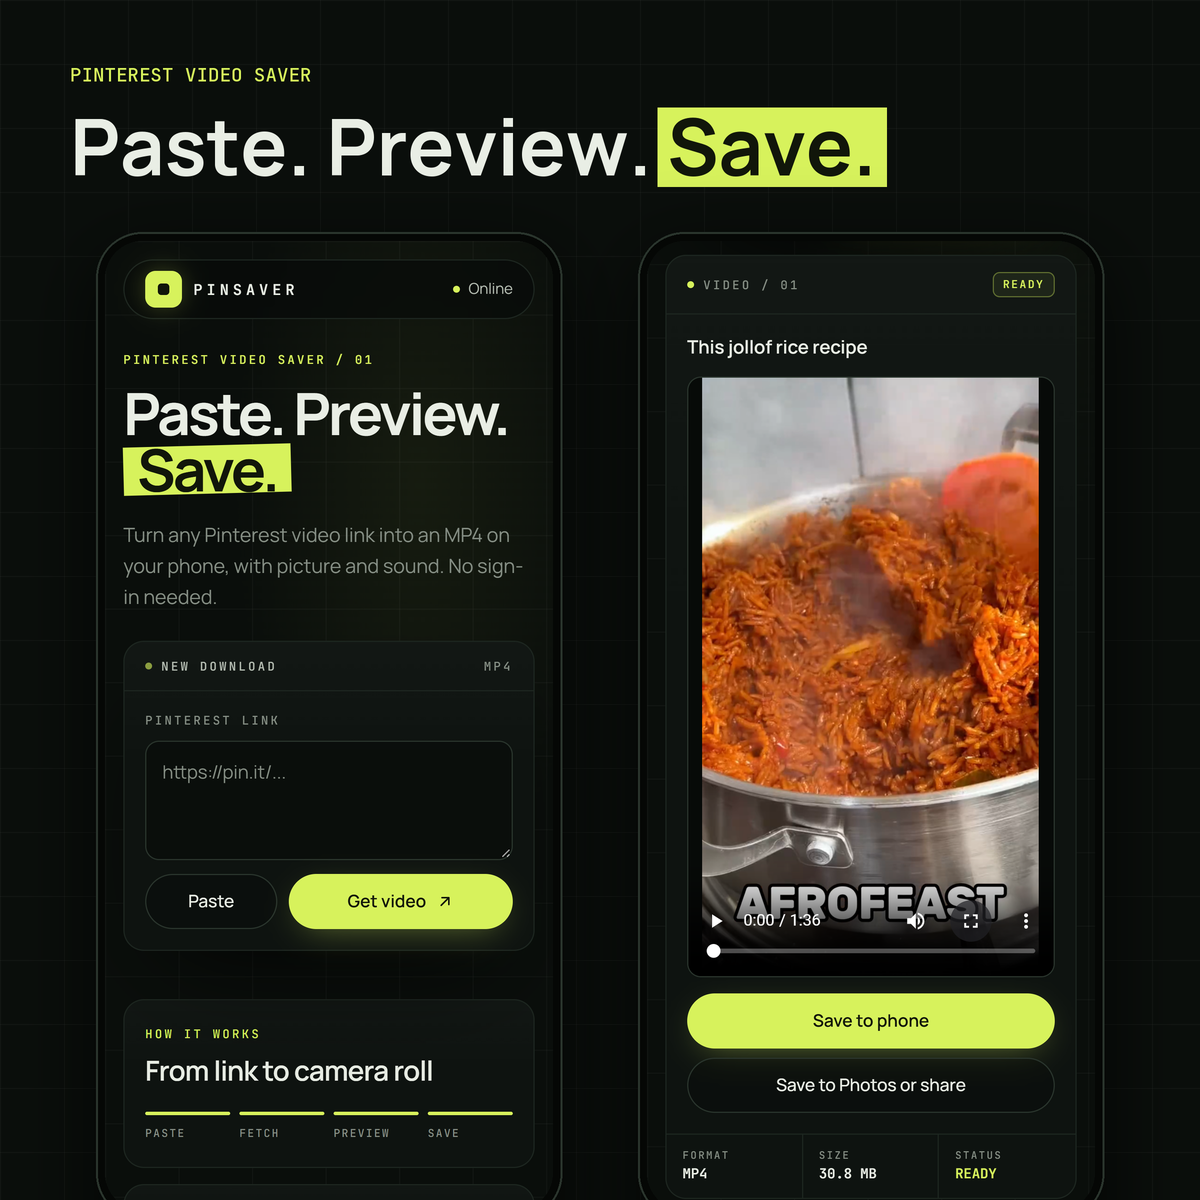 PINTEREST VIDEO SAVER
Paste. Preview. Save.
PINSAVER
Online
PINTEREST VIDEO SAVER / 01
Paste. Preview.
Save.
Turn any Pinterest video link into an MP4 on
your phone, with picture and sound. No sign-
in needed.
NEW DOWNLOAD
MP4
PINTEREST LINK
https://pin.it/...
Paste
Get video
HOW IT WORKS
From link to camera roll
PASTE
FETCH
PREVIEW
SAVE
VIDEO / 01
READY
This jollof rice recipe
AFROFEAST
0:00 / 1:36
Save to phone
Save to Photos or share
FORMAT
SIZE
STATUS
MP4
30.8 MB
READY